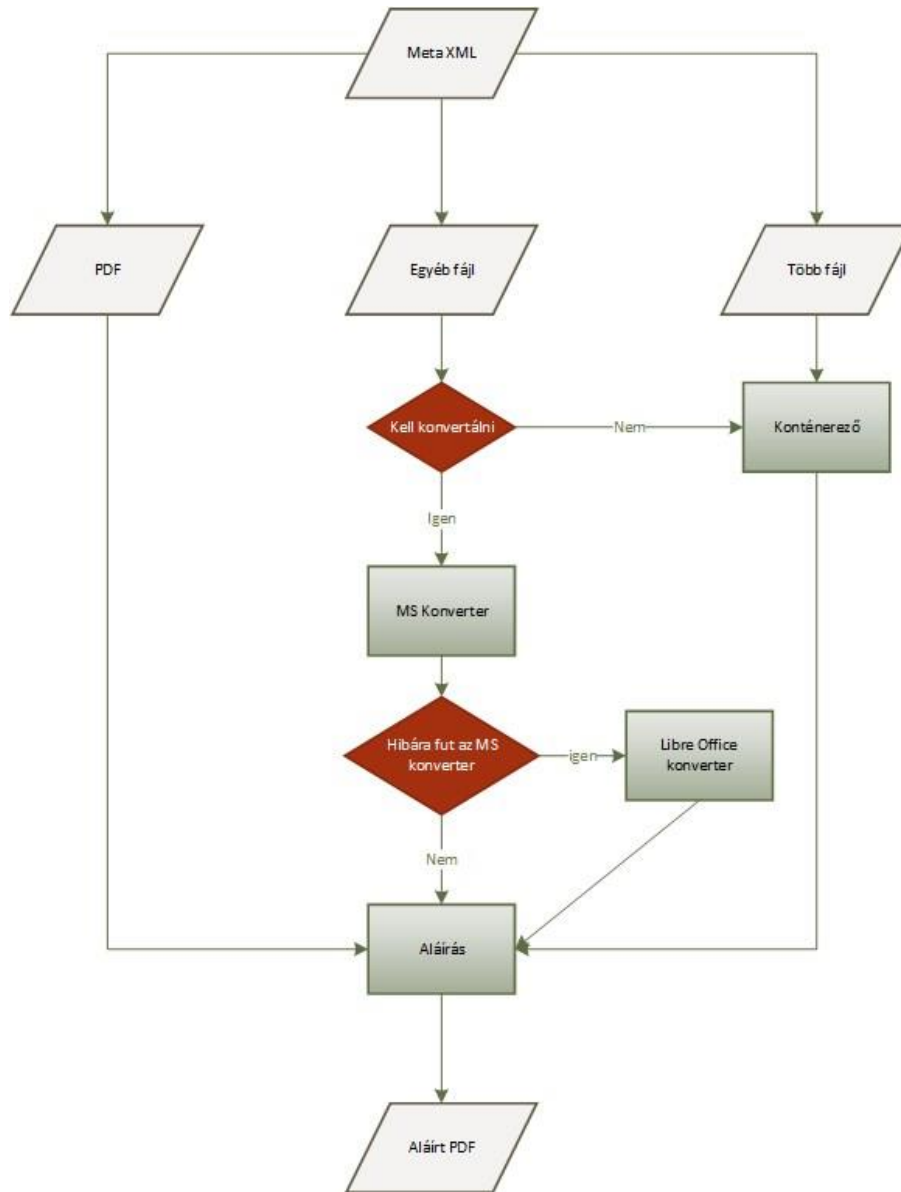 Meta XML
PDF
Egyéb fájl
Több fájl
Kell konvertálni
Nem
Konténerező
Igen
MS Konverter
Hibára fut az MS
konverter
igen
Libre Office
konverter
Nem
Aláírás
Aláírt PDF